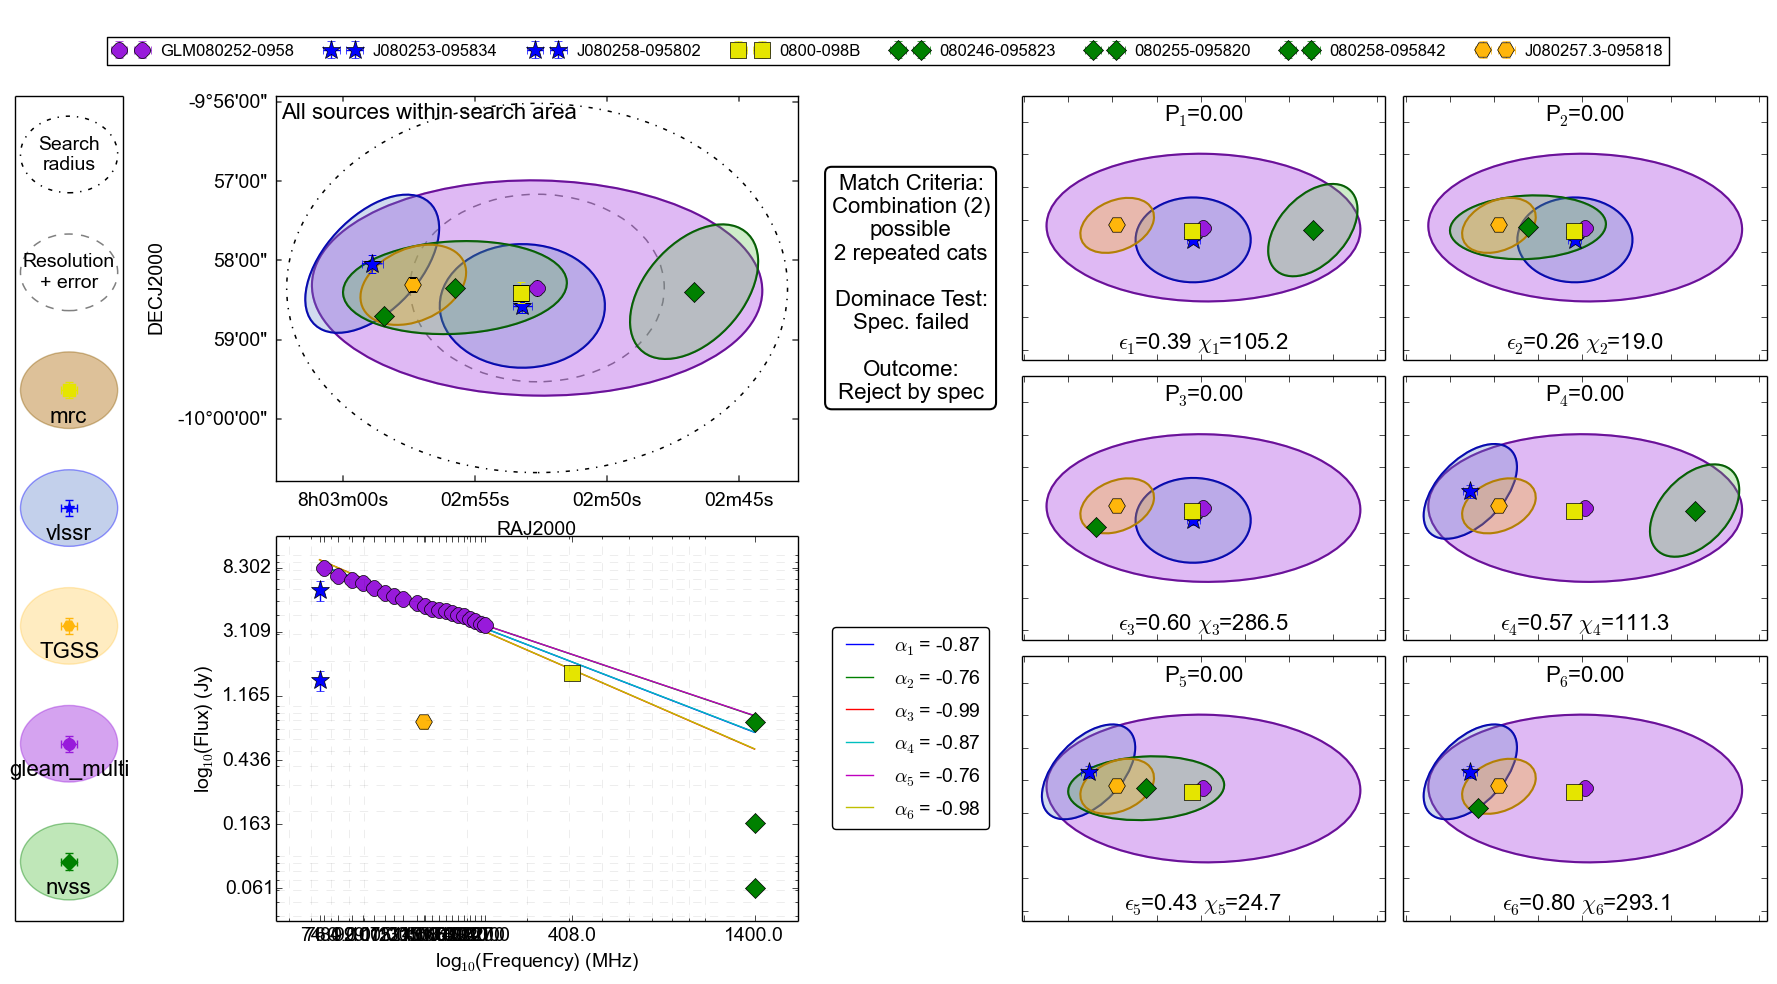 GLM080252-0958 J080253-095834 J080258-095802 0800-098B 080246-095823 080255-095820 080258-095842 J080257.3-095818
Search
radius
Resolution
+ error
mrc
vlssr
TGSS
gleam_multi
nvss
All sources within search area
-9°56'00"
57'00"
58'00"
59'00"
-10°00'00"
DECJ2000
8h03m00s 02m55s 02m50s 02m45s
RAJ2000
Match Criteria:
Combination (2)
possible
2 repeated cats
Dominace Test:
Spec. failed
Outcome:
Reject by spec
8.302
3.109
1.165
0.436
0.163
0.061
log10(Flux) (Jy)
408.0 1400.0
log10(Frequency) (MHz)
α1 = -0.87
α2 = -0.76
α3 = -0.99
α4 = -0.87
α5 = -0.76
α6 = -0.98
P1=0.00
ϵ1=0.39 χ1=105.2
P2=0.00
ϵ2=0.26 χ2=19.0
P3=0.00
ϵ3=0.60 χ3=286.5
P4=0.00
ϵ4=0.57 χ4=111.3
P5=0.00
ϵ5=0.43 χ5=24.7
P6=0.00
ϵ6=0.80 χ6=293.1